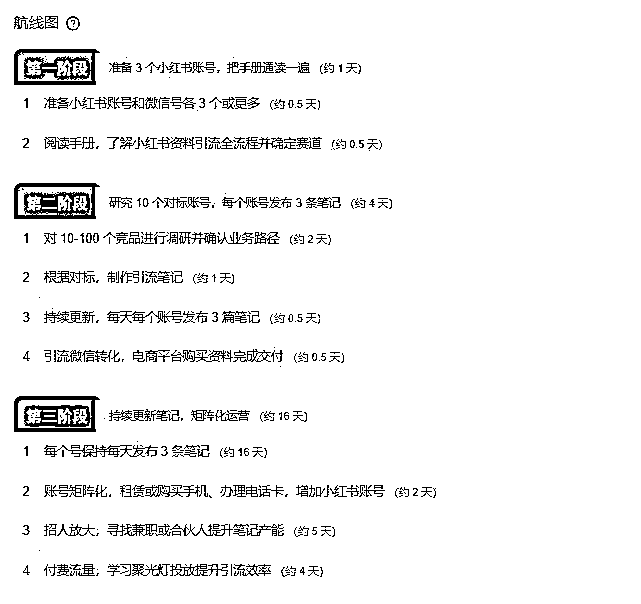 航线图 ?
第一阶段 准备3个小红书账号，把手册通读一遍 (约1天)
1 准备小红书账号和微信号各3个或更多 (约0.5天)
2 阅读手册，了解小红书资料引流全流程并确定赛道 (约0.5天)
第二阶段 研究10个对标账号，每个账号发布3条笔记 (约4天)
1 对10-100个竞品进行调研并确认业务路径 (约2天)
2 根据对标，制作引流笔记 (约1天)
3 持续更新，每天每个账号发布3篇笔记 (约0.5天)
4 引流微信转化，电商平台购买资料完成交付 (约0.5天)
第三阶段 持续更新笔记，矩阵化运营 (约16天)
1 每个号保持每天发布3条笔记 (约16天)
2 账号矩阵化，租赁或购买手机、办理电话卡，增加小红书账号 (约2天)
3 招人放大；寻找兼职或合伙人提升笔记产能 (约5天)
4 付费流量；学习聚光灯投放提升引流效率 (约4天)